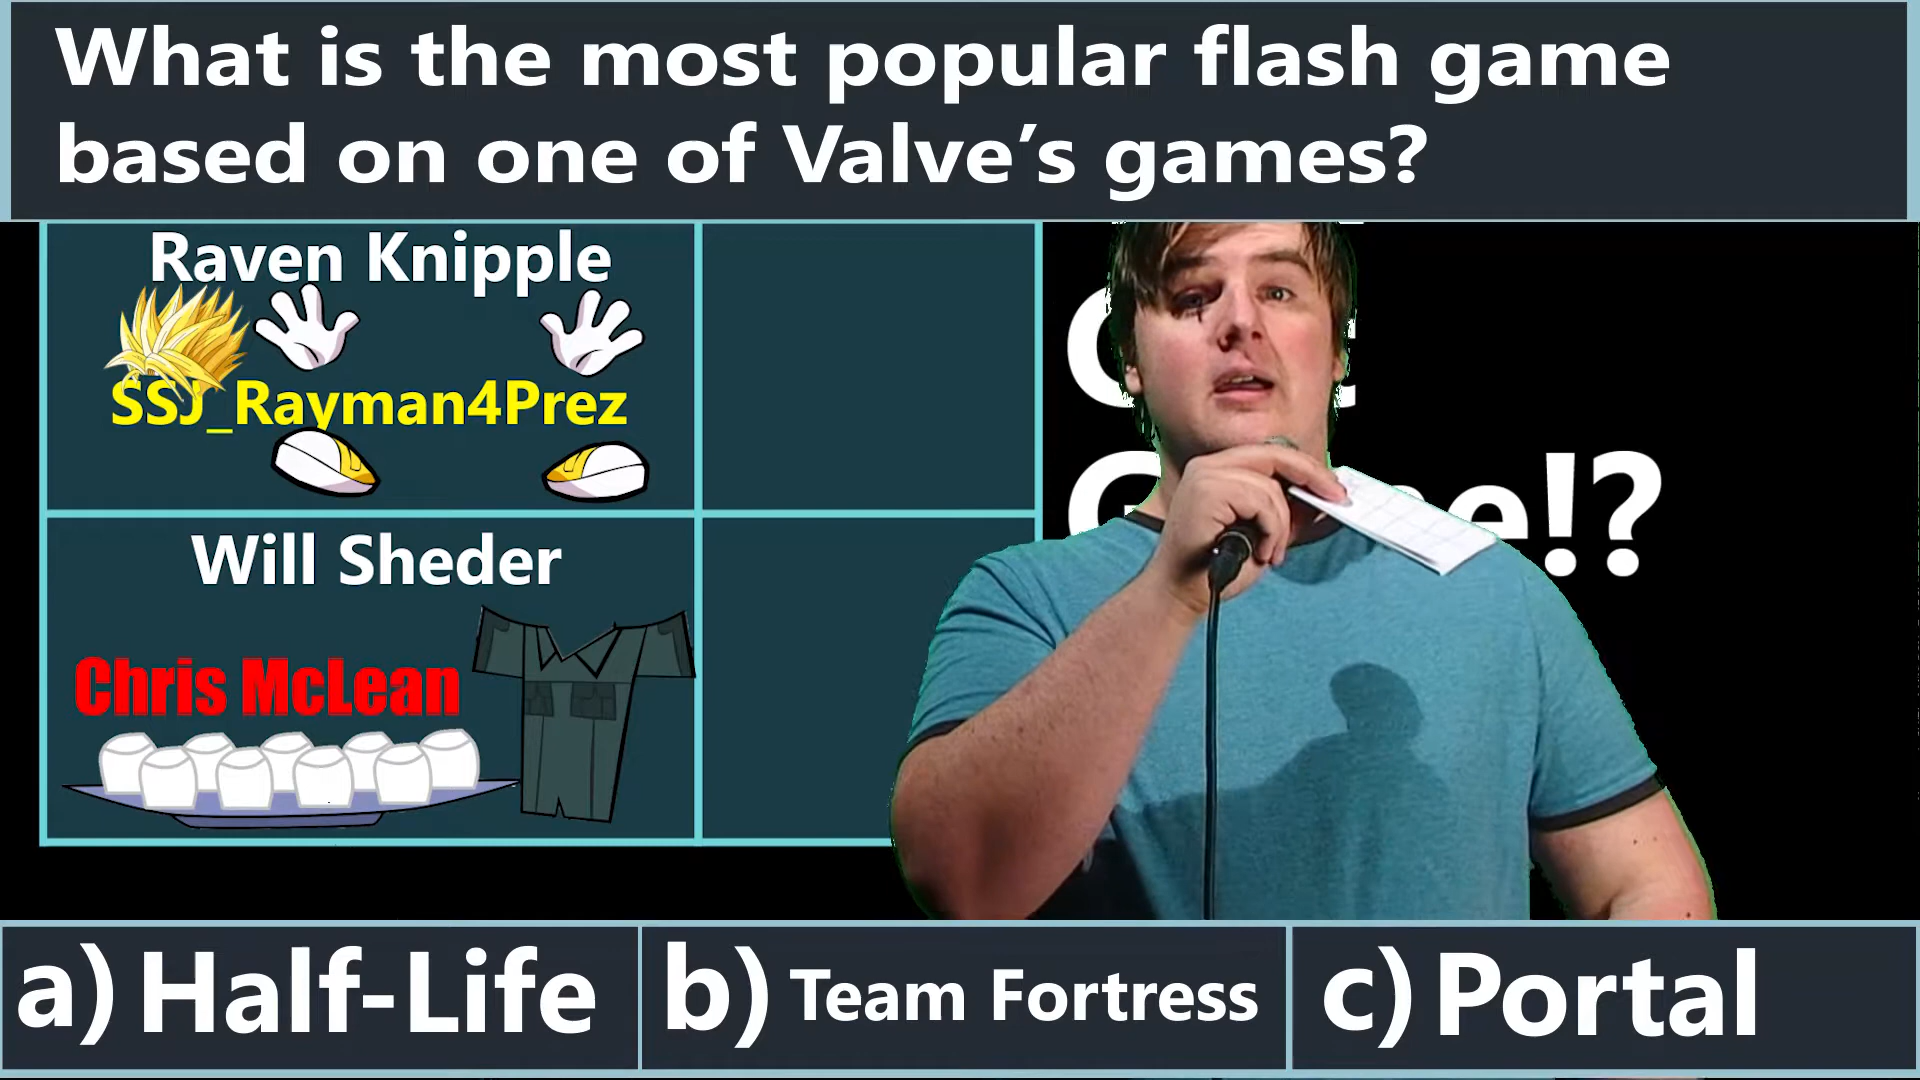 What is the most popular flash game
based on one of Valve's games?
Raven Knipple
SSJ_Rayman4Prez
Will Sheder
Chris McLean
a) Half-Life
b) Team Fortress
c) Portal